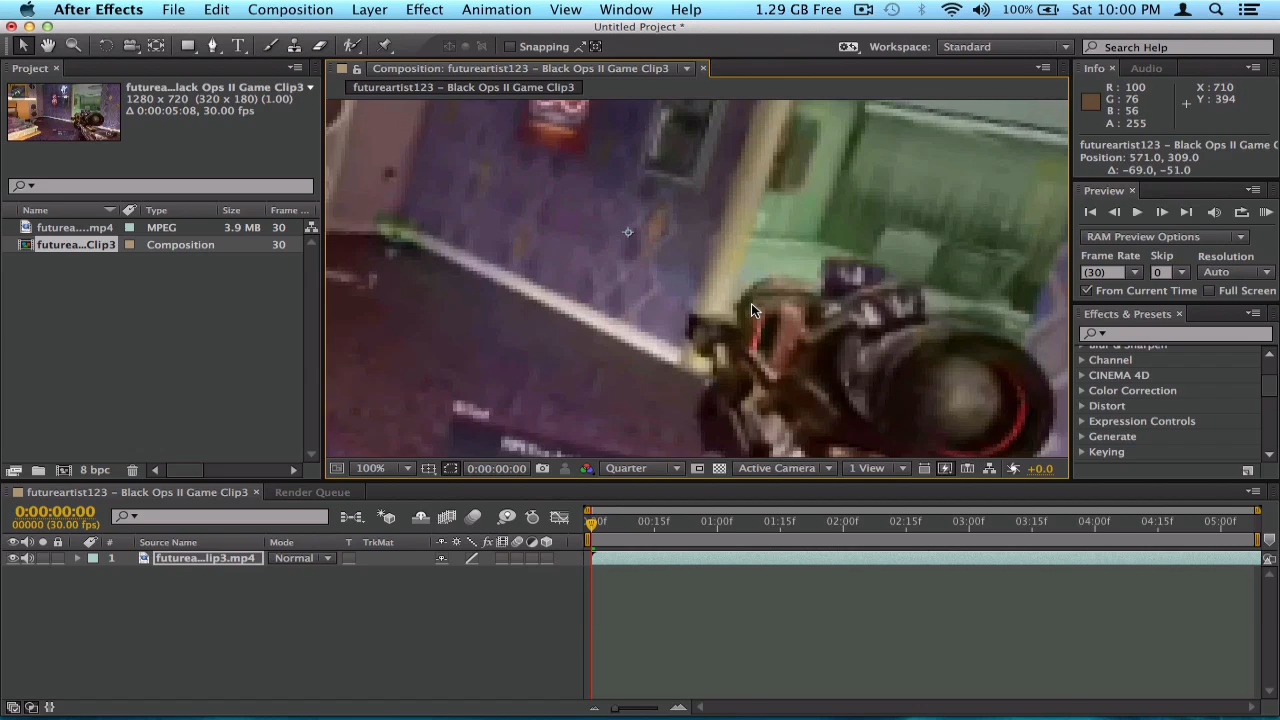 After Effects File Edit Composition Layer Effect Animation View Window Help 1.29 GB Free 100% Sat 10:00 PM
Untitled Project *
T Snapping Workspace: Standard Search Help
Project
futurea...lack Ops II Game Clip3
1280 x 720 (320 x 180) (1.00)
Δ 0:00:05:08, 30.00 fps
Name Type Size Frame ...
futurea....mp4 MPEG 3.9 MB 30
futurea...Clip3 Composition 30
8 bpc
Composition: futureartist123 – Black Ops II Game Clip3
futureartist123 – Black Ops II Game Clip3
100% 0:00:00:00 Quarter Active Camera 1 View +0.0
Info Audio
R : 100 X : 710
G : 76 Y : 394
B : 56
A : 255
futureartist123 – Black Ops II Game C
Position: 571.0, 309.0
Δ: -69.0, -51.0
Preview
RAM Preview Options
Frame Rate Skip Resolution
(30) 0 Auto
From Current Time Full Screen
Effects & Presets
Blur & Sharpen
Channel
CINEMA 4D
Color Correction
Distort
Expression Controls
Generate
Keying
futureartist123 – Black Ops II Game Clip3 Render Queue
0:00:00:00
00000 (30.00 fps)
# Source Name Mode T TrkMat
1 futurea...lip3.mp4 Normal
:00f 00:15f 01:00f 01:15f 02:00f 02:15f 03:00f 03:15f 04:00f 04:15f 05:00f